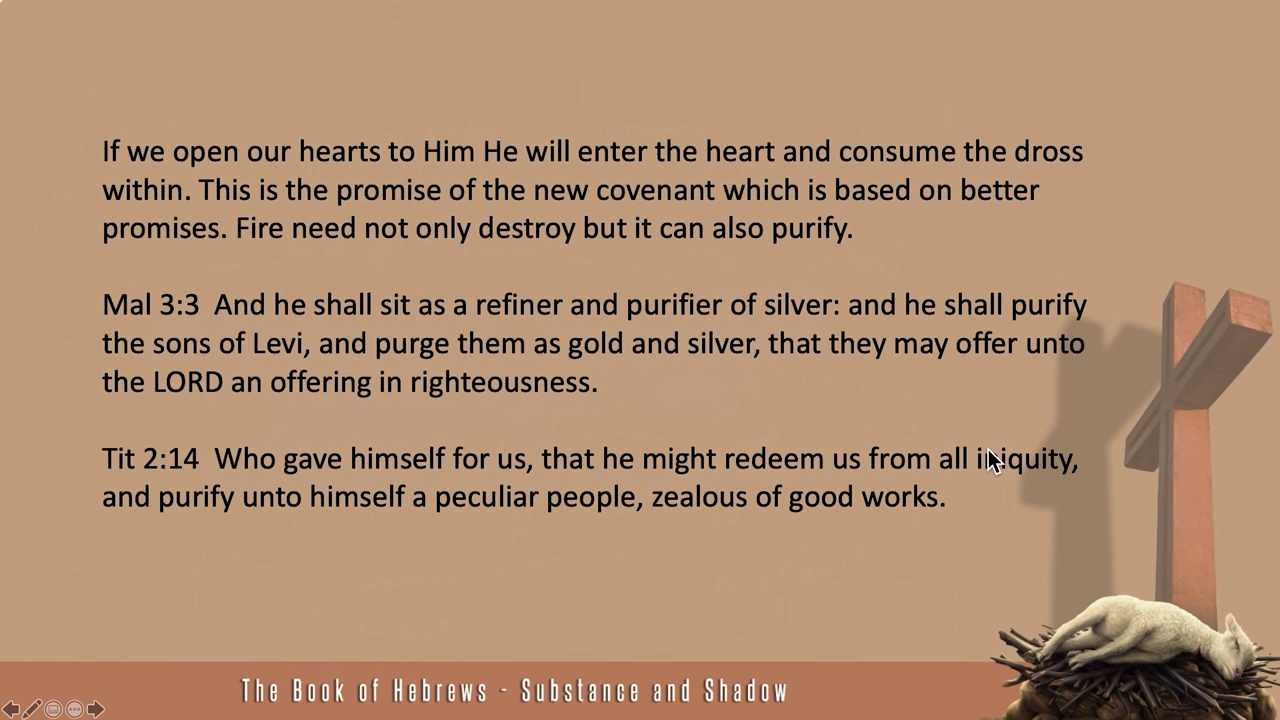 If we open our hearts to Him He will enter the heart and consume the dross
within. This is the promise of the new covenant which is based on better
promises. Fire need not only destroy but it can also purify.
Mal 3:3  And he shall sit as a refiner and purifier of silver: and he shall purify
the sons of Levi, and purge them as gold and silver, that they may offer unto
the LORD an offering in righteousness.
Tit 2:14  Who gave himself for us, that he might redeem us from all iniquity,
and purify unto himself a peculiar people, zealous of good works.
The Book of Hebrews - Substance and Shadow